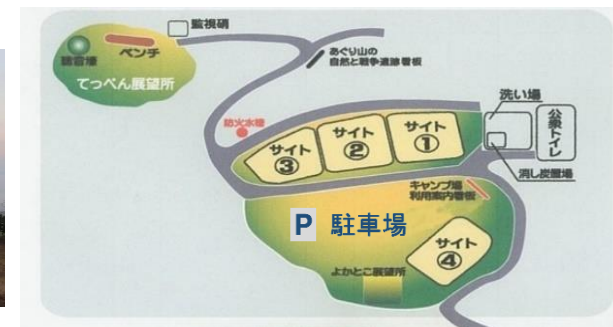 監視硝
ベンチ
聴音壕
てっぺん展望所
あぐり山の
自然と戦争遺跡看板
防火水槽
洗い場
公衆トイレ
サイト
①
サイト
②
サイト
③
消し炭置場
キャンプ場
利用案内看板
P 駐車場
サイト
④
よかとこ展望所